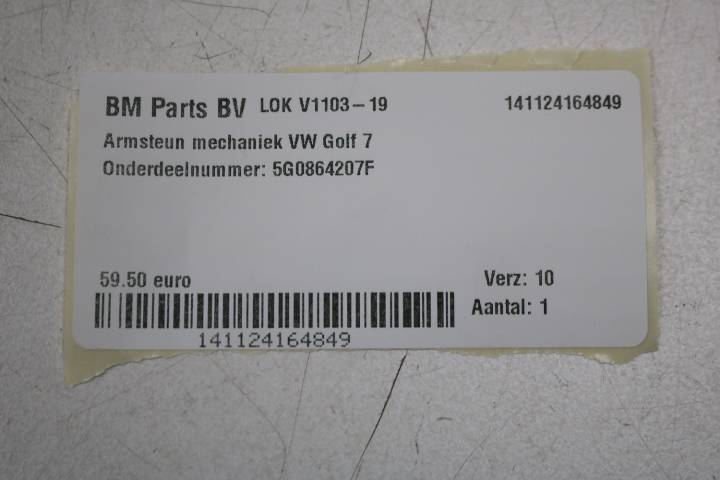 BM Parts BV LOK V1103-19 141124164849
Armsteun mechaniek VW Golf 7
Onderdeelnummer: 5G0864207F
59.50 euro Verz: 10
Aantal: 1
141124164849